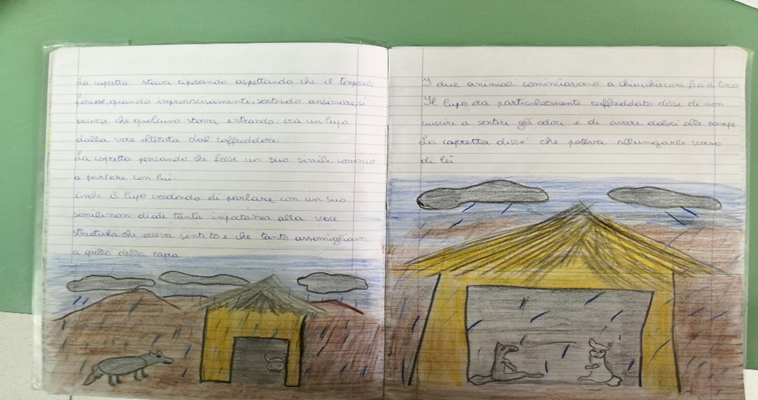 La capretta stava riposando aspettando che il temporale
finisse, quando improvvisamente, sentendo ansimare, si
accorse che qualcuno stava entrando: era un lupo
dalla voce alterata dal raffreddore.
La capretta pensando che fosse un suo simile cominciò
a parlare con lui.
Anche il lupo credendo di parlare con un suo
simile non diede tanta importanza alla voce
che aveva sentito e che tanto assomigliava
a quella della capra.
I due animali cominciarono a chiacchierare fra di loro
Il lupo era particolarmente raffreddato disse di non
riuscire a sentire gli odori e di avere dolori alle zampe
La capretta disse che poteva allungarle verso
di lei